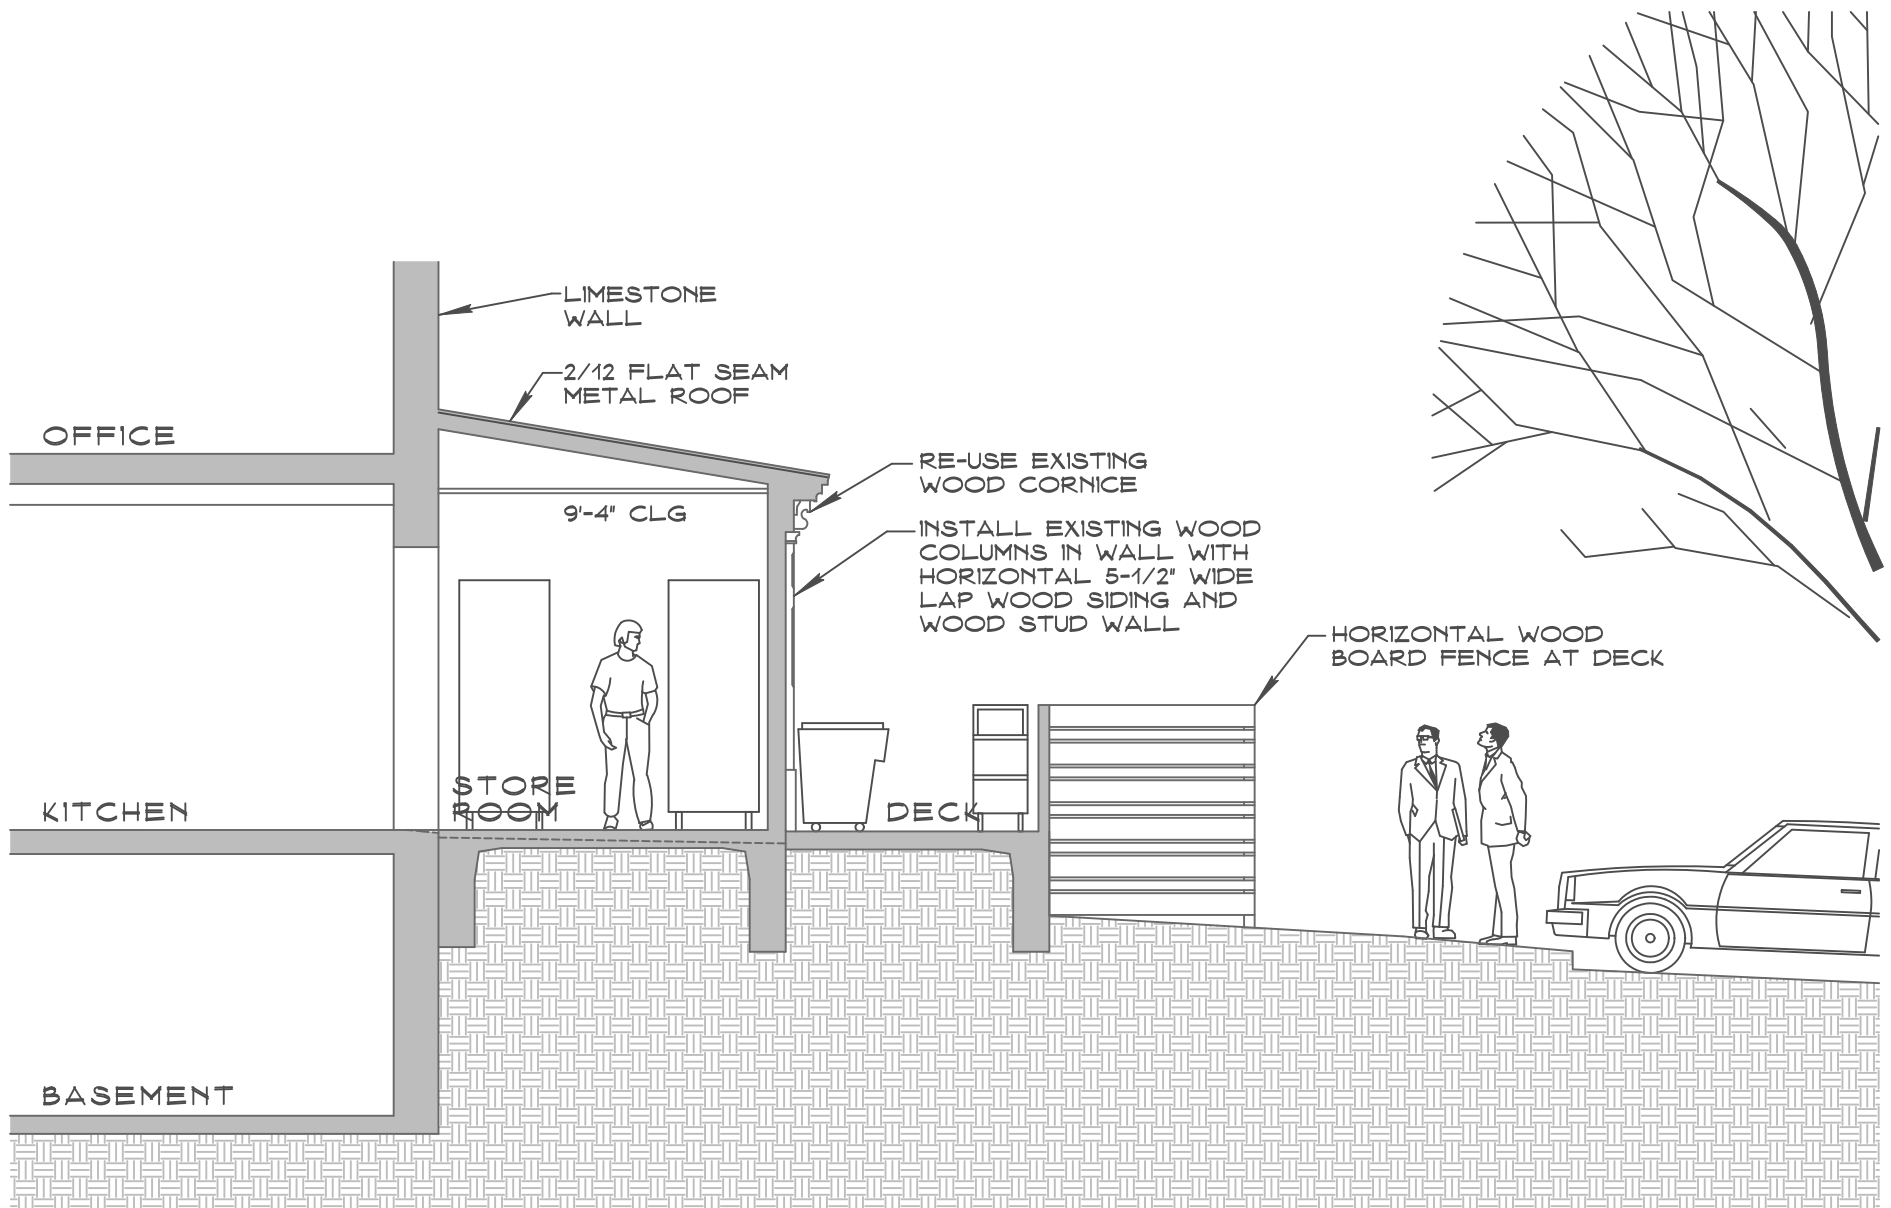 LIMESTONE
WALL
2/12 FLAT SEAM
METAL ROOF
OFFICE
RE-USE EXISTING
WOOD CORNICE
9'-4" CLG
INSTALL EXISTING WOOD
COLUMNS IN WALL WITH
HORIZONTAL 5-1/2" WIDE
LAP WOOD SIDING AND
WOOD STUD WALL
HORIZONTAL WOOD
BOARD FENCE AT DECK
STORE
ROOM
KITCHEN
DECK
BASEMENT